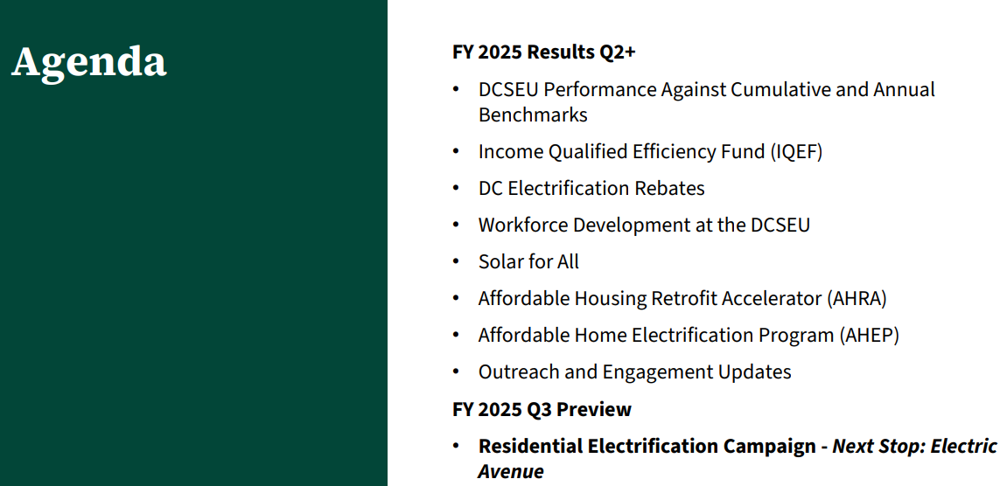 Agenda
FY 2025 Results Q2+
• DCSEU Performance Against Cumulative and Annual
Benchmarks
• Income Qualified Efficiency Fund (IQEF)
• DC Electrification Rebates
• Workforce Development at the DCSEU
• Solar for All
• Affordable Housing Retrofit Accelerator (AHRA)
• Affordable Home Electrification Program (AHEP)
• Outreach and Engagement Updates
FY 2025 Q3 Preview
• Residential Electrification Campaign - Next Stop: Electric
Avenue